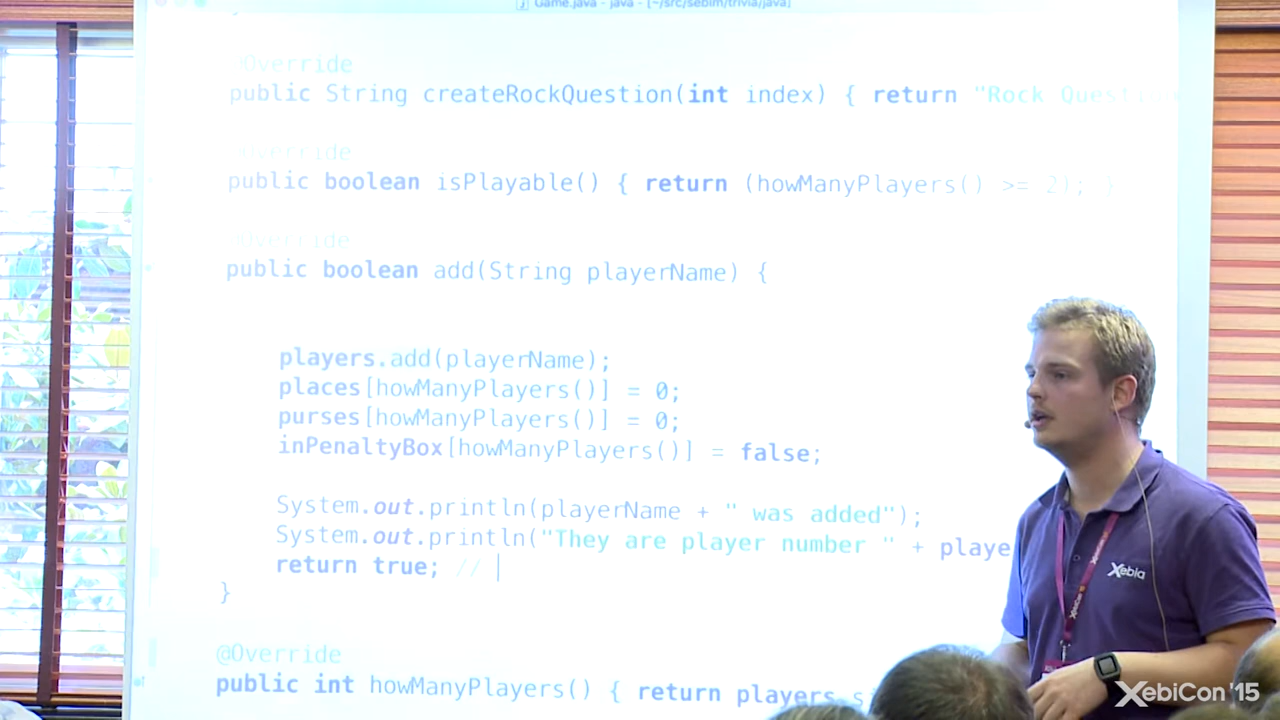 Game.java - java - [~/src/sebim/trivia/java]
@Override
public String createRockQuestion(int index) { return "Rock Question
@Override
public boolean isPlayable() { return (howManyPlayers() >= 2); }
@Override
public boolean add(String playerName) {
players.add(playerName);
places[howManyPlayers()] = 0;
purses[howManyPlayers()] = 0;
inPenaltyBox[howManyPlayers()] = false;
System.out.println(playerName + " was added");
System.out.println("They are player number " + playe
return true; //
}
@Override
public int howManyPlayers() { return players.si
Xebia
XebiCon
XebiCon '15